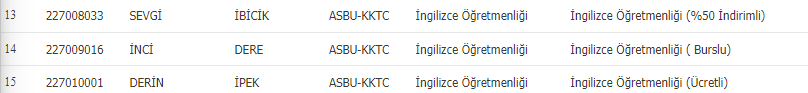 13 227008033 SEVGİ İBİCİK ASBU-KKTC İngilizce Öğretmenliği İngilizce Öğretmenliği (%50 İndirimli)
14 227009016 İNCİ DERE ASBU-KKTC İngilizce Öğretmenliği İngilizce Öğretmenliği ( Burslu)
15 227010001 DERİN İPEK ASBU-KKTC İngilizce Öğretmenliği İngilizce Öğretmenliği (Ücretli)